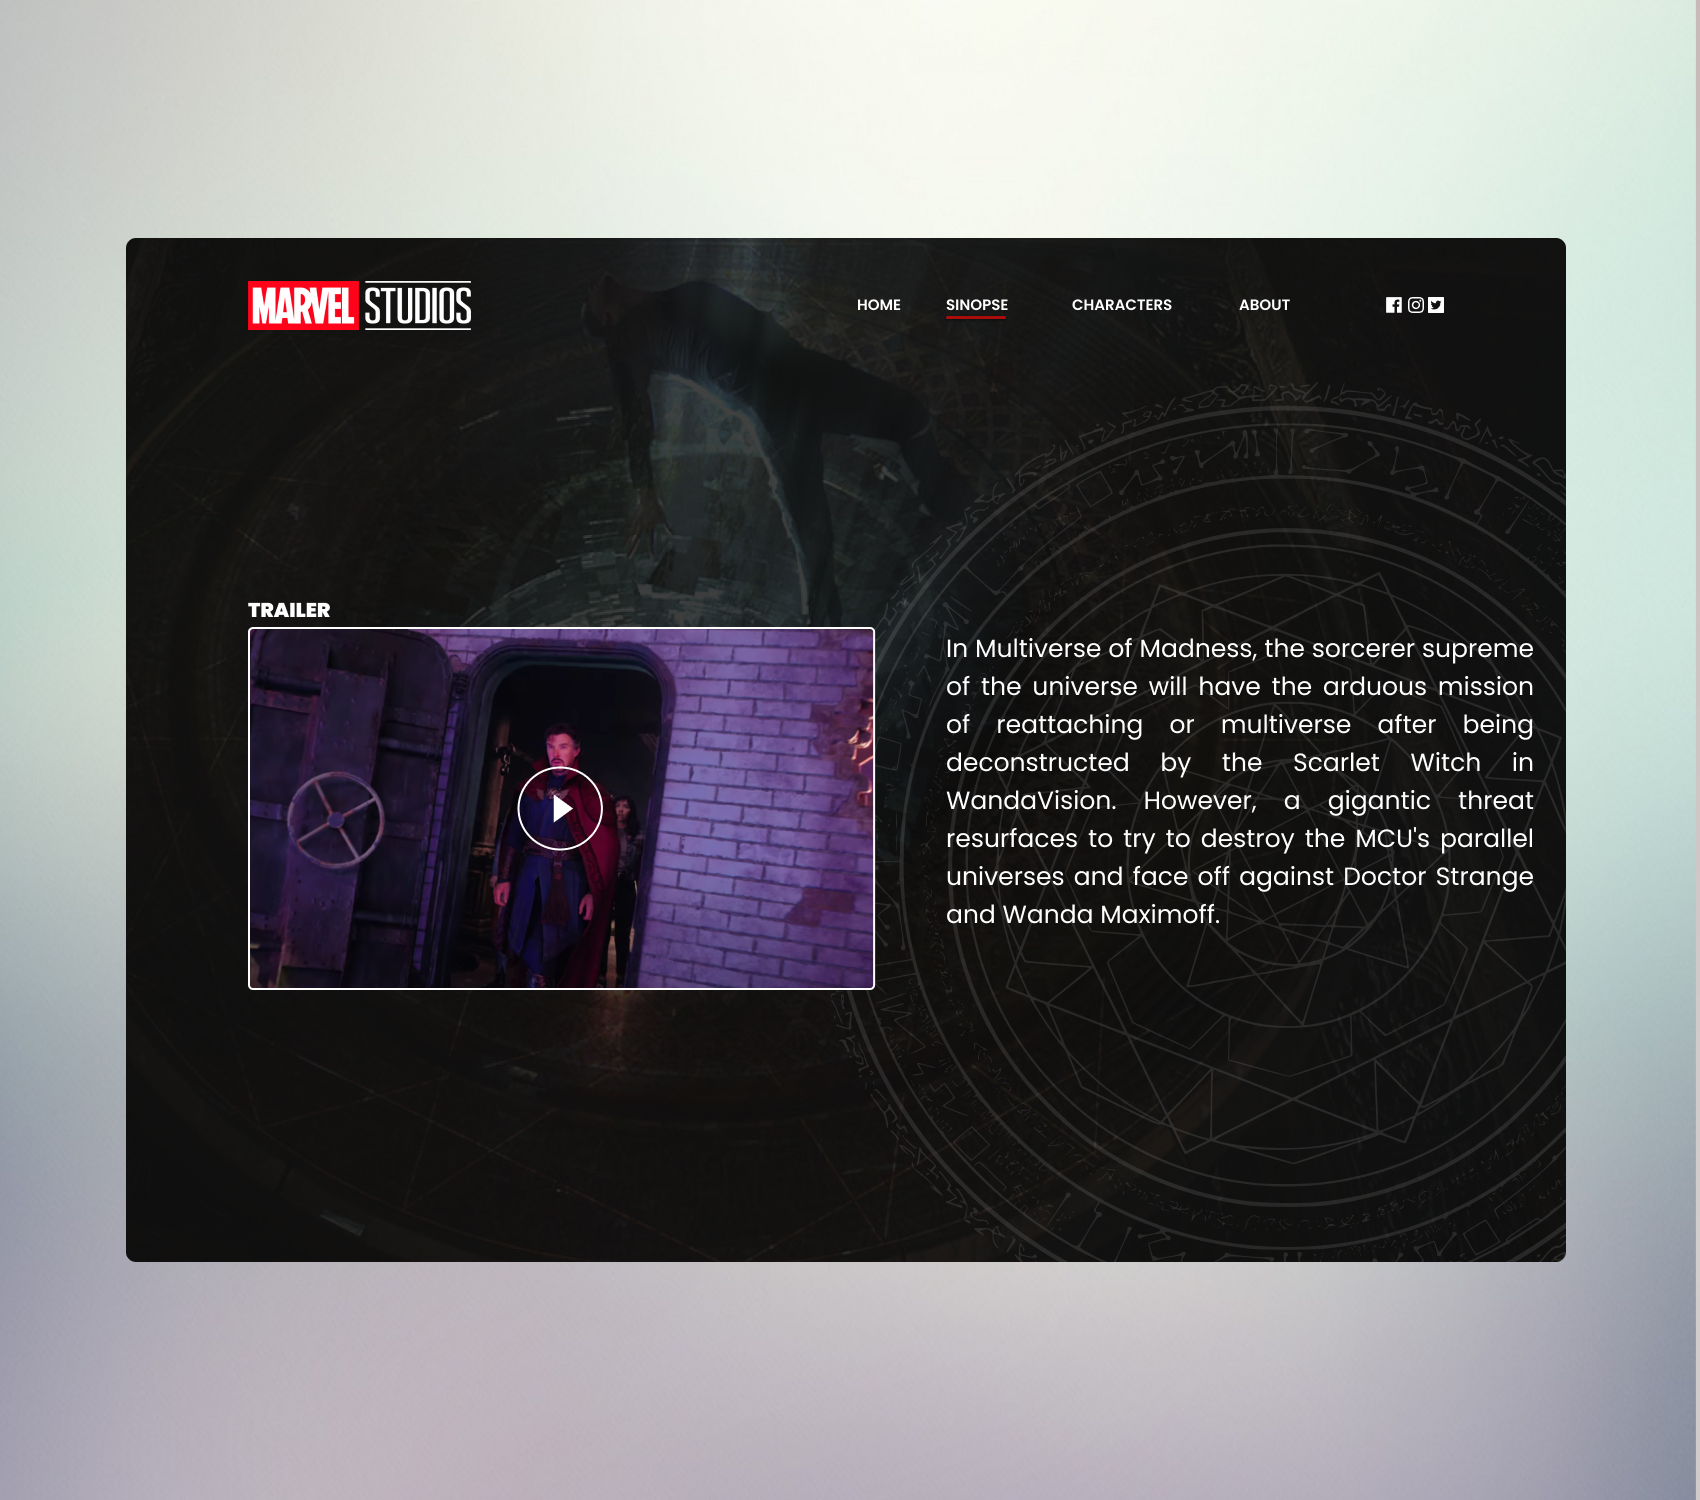 MARVEL STUDIOS
HOME SINOPSE CHARACTERS ABOUT
TRAILER
In Multiverse of Madness, the sorcerer supreme
of the universe will have the arduous mission
of reattaching or multiverse after being
deconstructed by the Scarlet Witch in
WandaVision. However, a gigantic threat
resurfaces to try to destroy the MCU's parallel
universes and face off against Doctor Strange
and Wanda Maximoff.